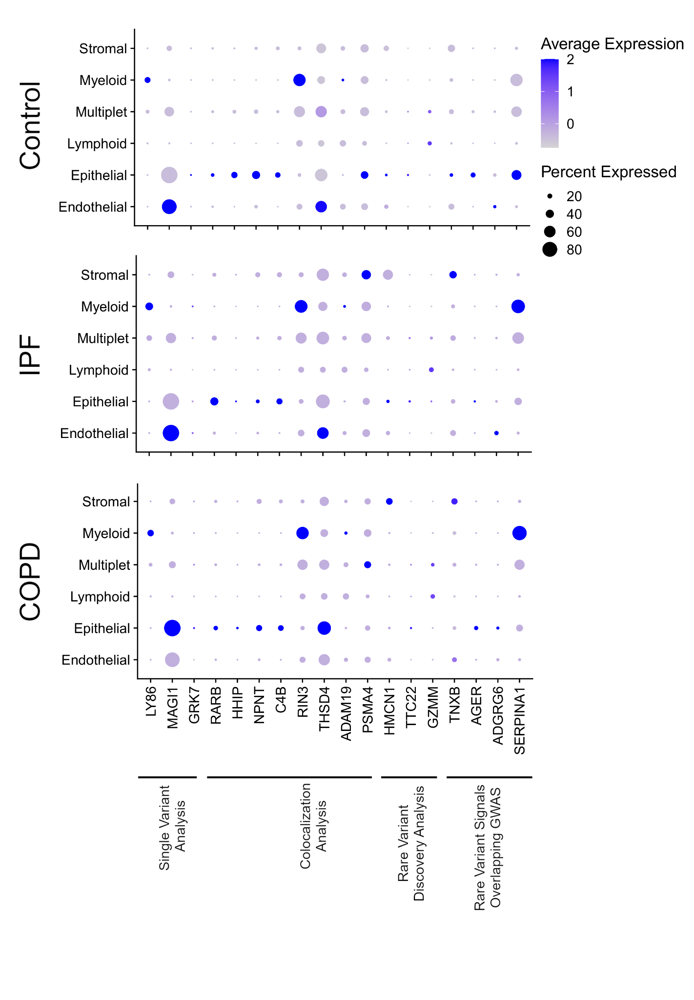 Control
Stromal
Myeloid
Multiplet
Lymphoid
Epithelial
Endothelial
Average Expression
2
1
0
Percent Expressed
20
40
60
80
IPF
Stromal
Myeloid
Multiplet
Lymphoid
Epithelial
Endothelial
COPD
Stromal
Myeloid
Multiplet
Lymphoid
Epithelial
Endothelial
LY86
MAGI1
GRK7
RARB
HHIP
NPNT
C4B
RIN3
THSD4
ADAM19
PSMA4
HMCN1
TTC22
GZMM
TNXB
AGER
ADGRG6
SERPINA1
Single Variant
Analysis
Colocalization
Analysis
Rare Variant
Discovery Analysis
Rare Variant Signals
Overlapping GWAS